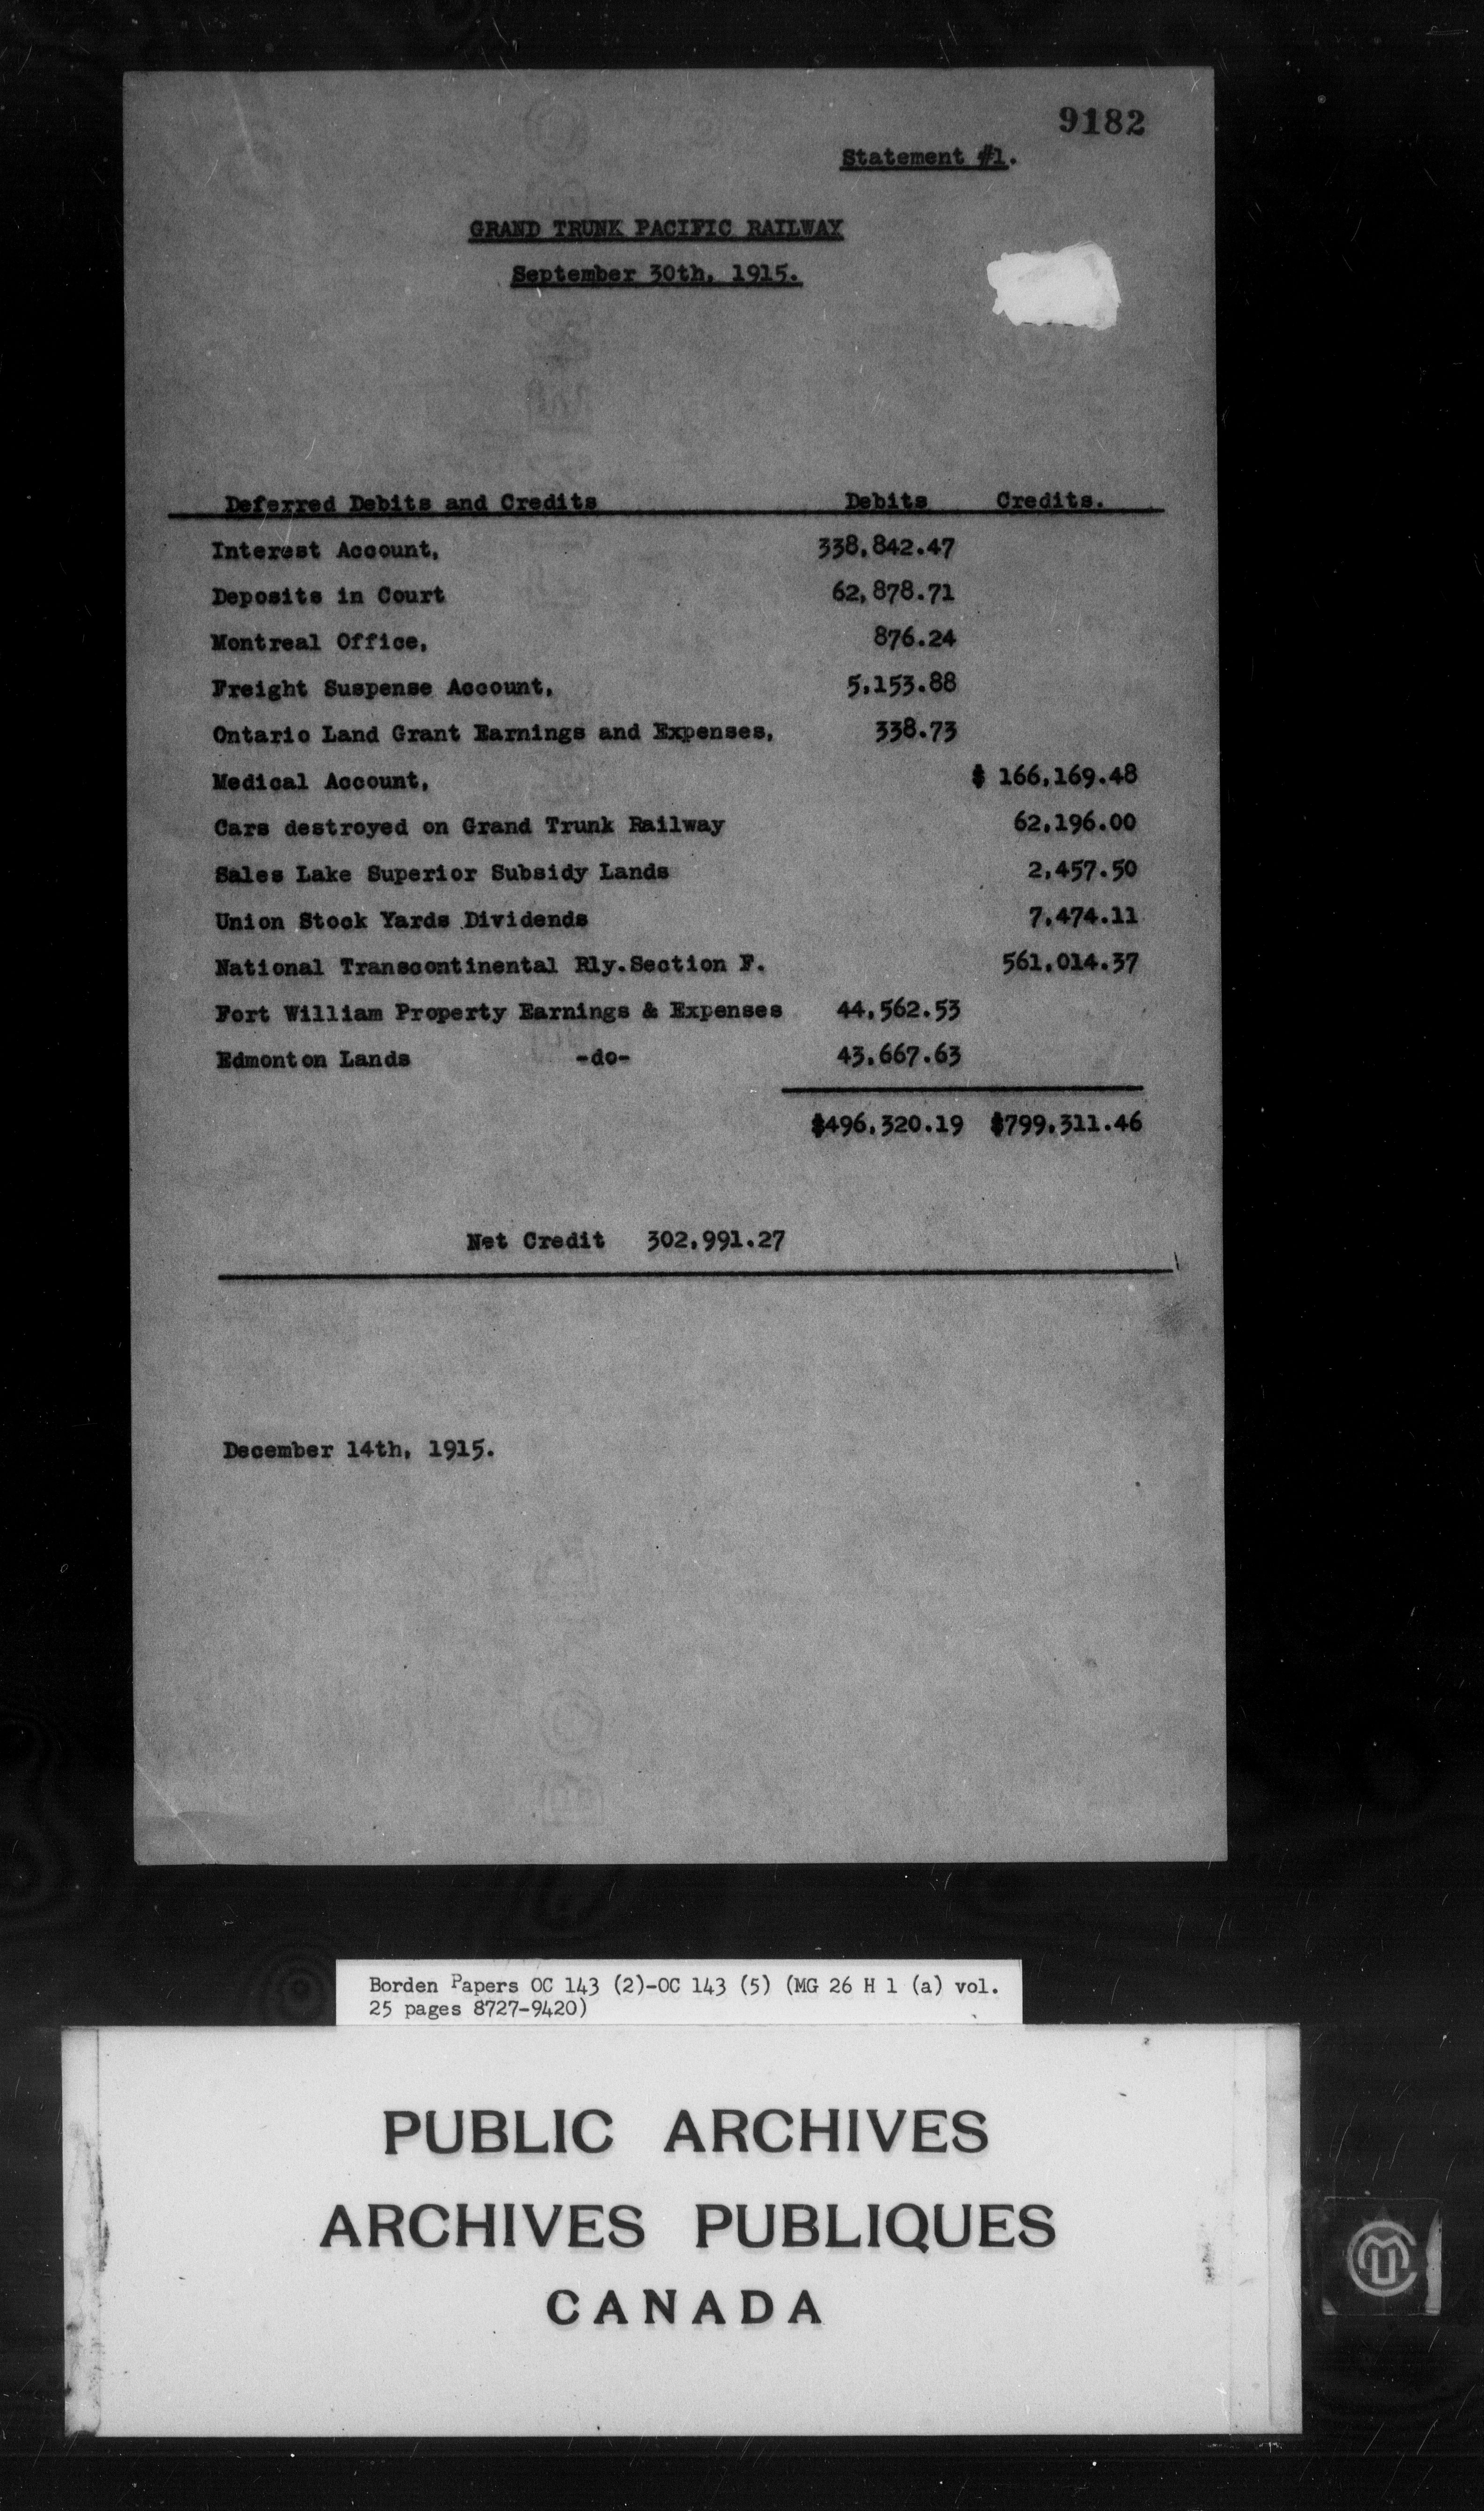 9182
Statement #1.
GRAND TRUNK PACIFIC RAILWAY
September 30th, 1915.
Deferred Debits and Credits Debits Credits.
Interest Account, 338,842.47
Deposits in Court 62,878.71
Montreal Office, 876.24
Freight Suspense Account, 5,153.88
Ontario Land Grant Earnings and Expenses, 338.73
Medical Account, $ 166,169.48
Cars destroyed on Grand Trunk Railway 62,196.00
Sales Lake Superior Subsidy Lands 2,457.50
Union Stock Yards Dividends 7,474.11
National Transcontinental Rly.Section F. 561,014.37
Fort William Property Earnings & Expenses 44,562.53
Edmonton Lands -do- 43,667.63
$496,320.19 $799,311.46
Net Credit 302,991.27
December 14th, 1915.
Borden Papers OC 143 (2)-OC 143 (5) (MG 26 H 1 (a) vol.
25 pages 8727-9420)
PUBLIC ARCHIVES
ARCHIVES PUBLIQUES
CANADA